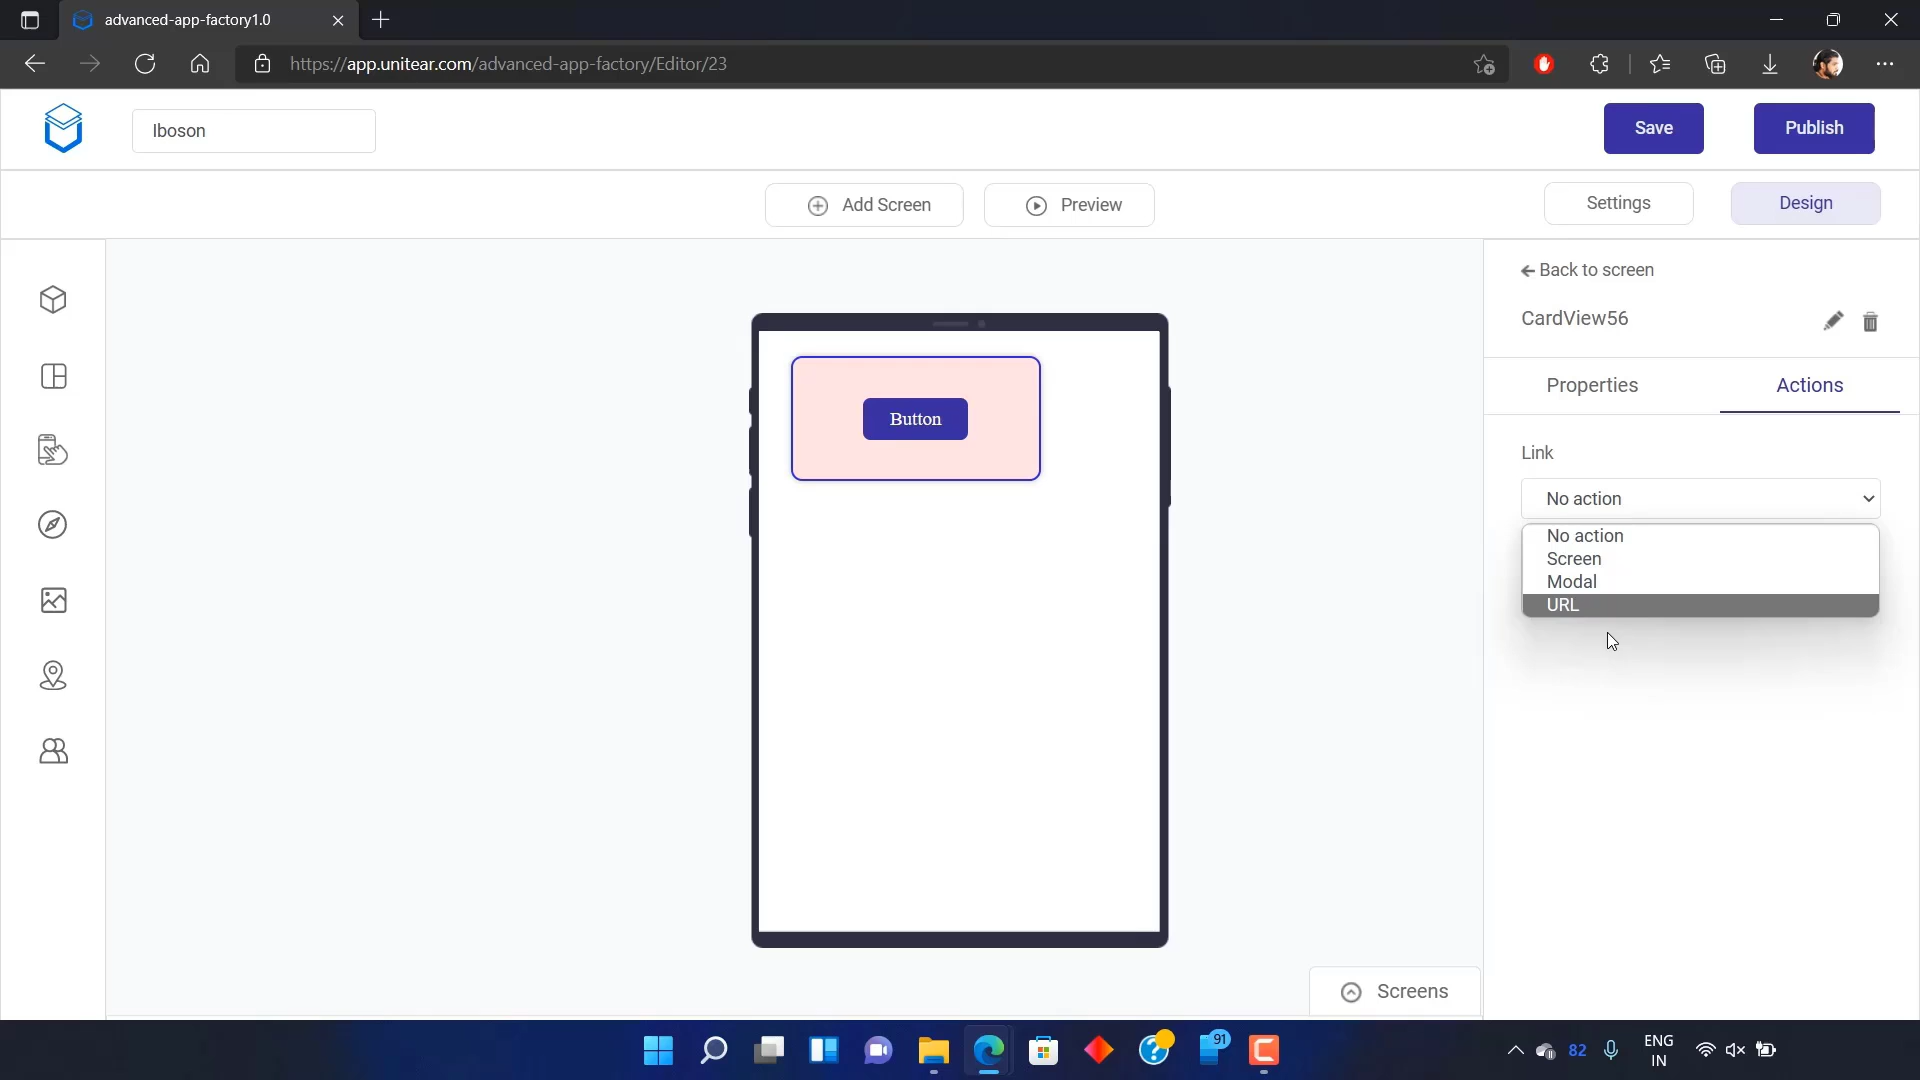 advanced-app-factory1.0
https://app.unitear.com/advanced-app-factory/Editor/23
Iboson
Save
Publish
Add Screen
Preview
Settings
Design
Back to screen
CardView56
Properties
Actions
Button
Link
No action
No action
Screen
Modal
URL
Screens
91
82
ENG
IN